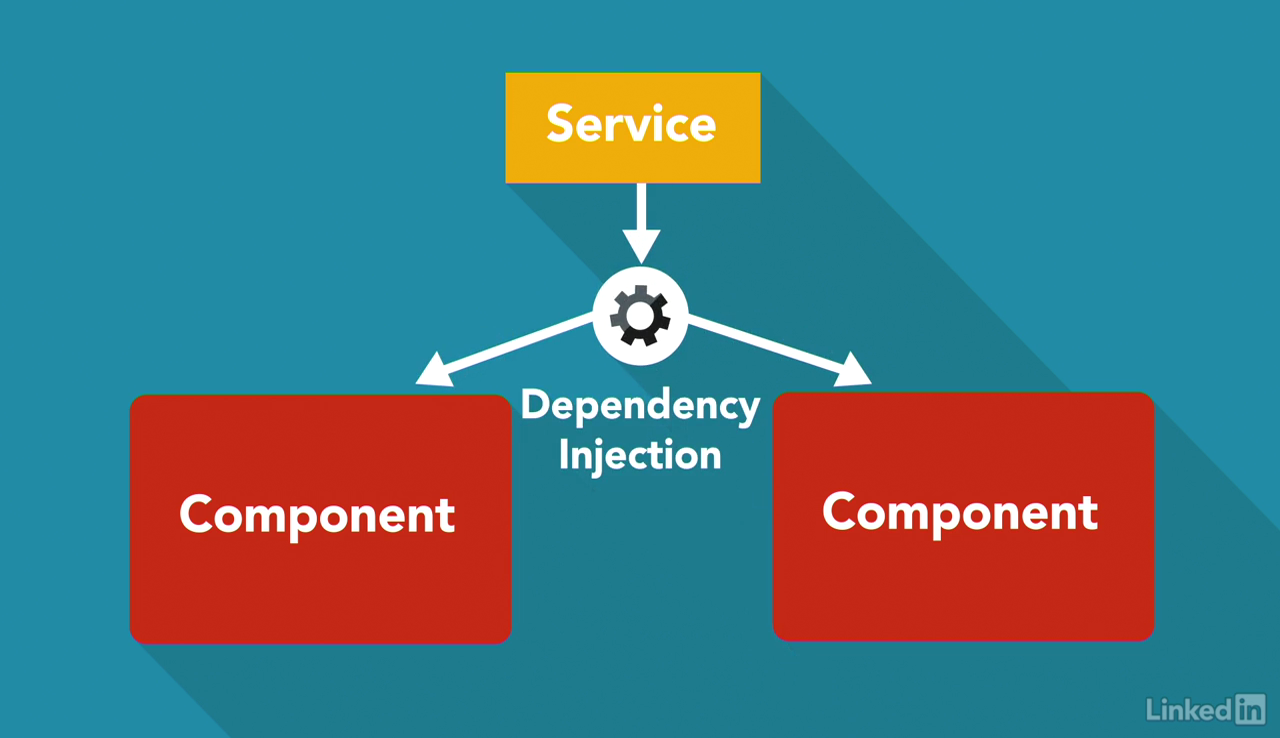 Service
Dependency
Injection
Component
Component
LinkedIn